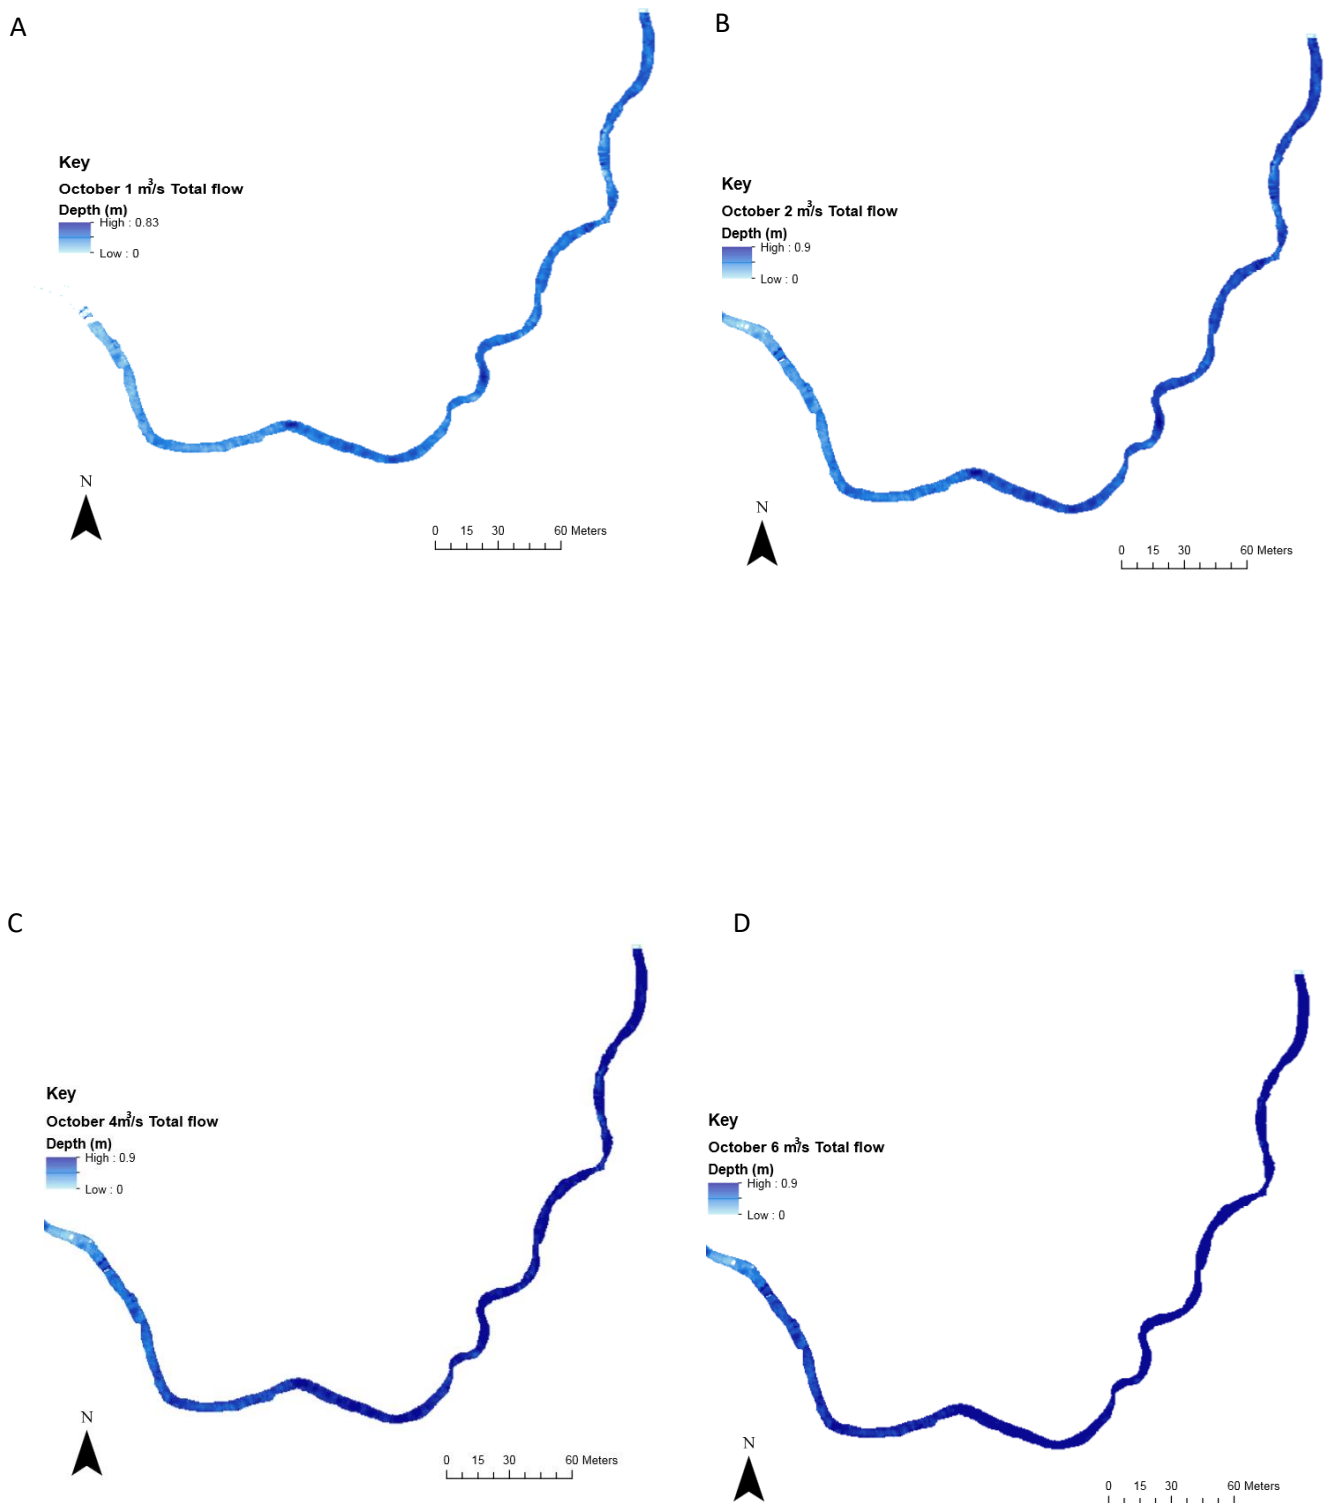 A
Key
October 1 m³/s Total flow
Depth (m)
High : 0.83
Low : 0
N
0 15 30 60 Meters
B
Key
October 2 m³/s Total flow
Depth (m)
High : 0.9
Low : 0
N
0 15 30 60 Meters
C
Key
October 4m³/s Total flow
Depth (m)
High : 0.9
Low : 0
N
0 15 30 60 Meters
D
Key
October 6 m³/s Total flow
Depth (m)
High : 0.9
Low : 0
N
0 15 30 60 Meters